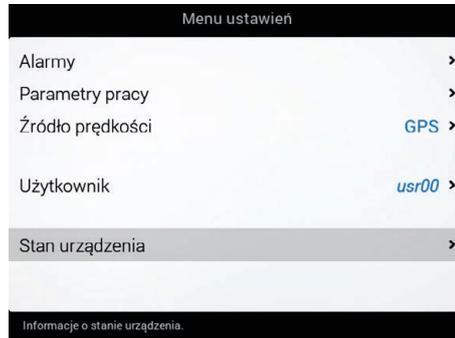 Menu ustawień
Alarmy
Parametry pracy
Źródło prędkości GPS
Użytkownik usr00
Stan urządzenia
Informacje o stanie urządzenia.